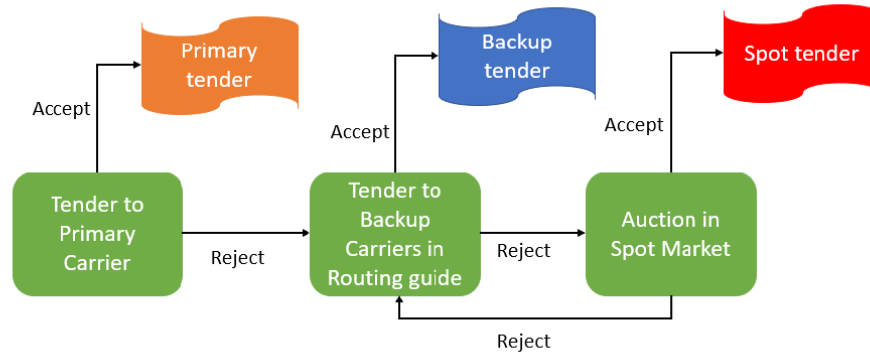 Primary
tender
Backup
tender
Spot tender
Accept
Accept
Accept
Tender to
Primary
Carrier
Reject
Tender to
Backup
Carriers in
Routing guide
Reject
Auction in
Spot Market
Reject